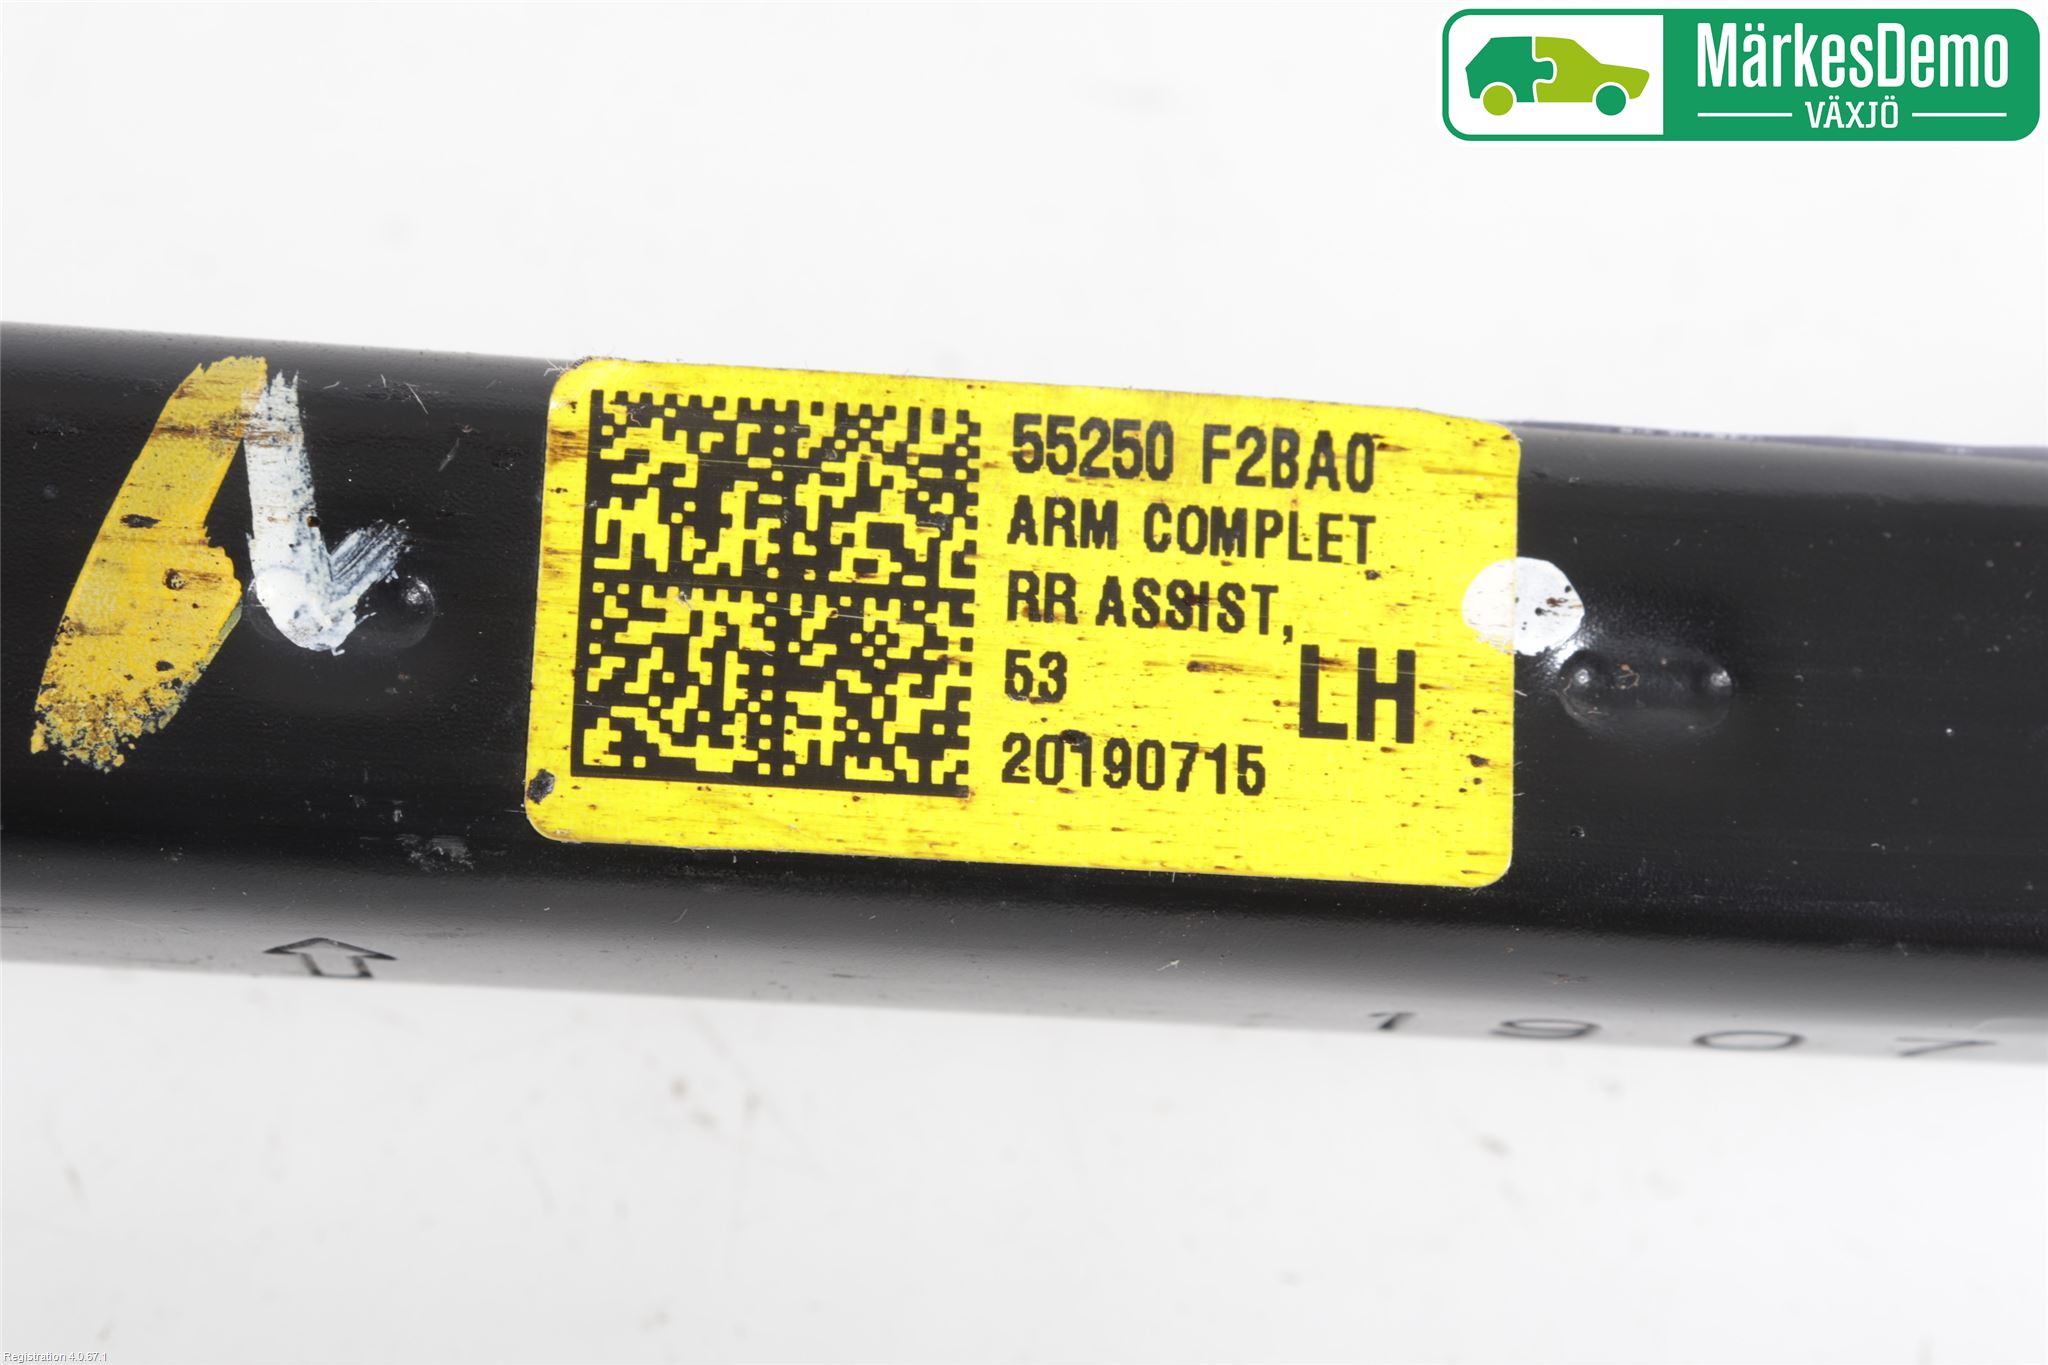 MärkesDemo
VÄXJÖ
55250 F2BA0
ARM COMPLET
RR ASSIST,
53
LH
20190715
1907
Registration 4.0.67.1